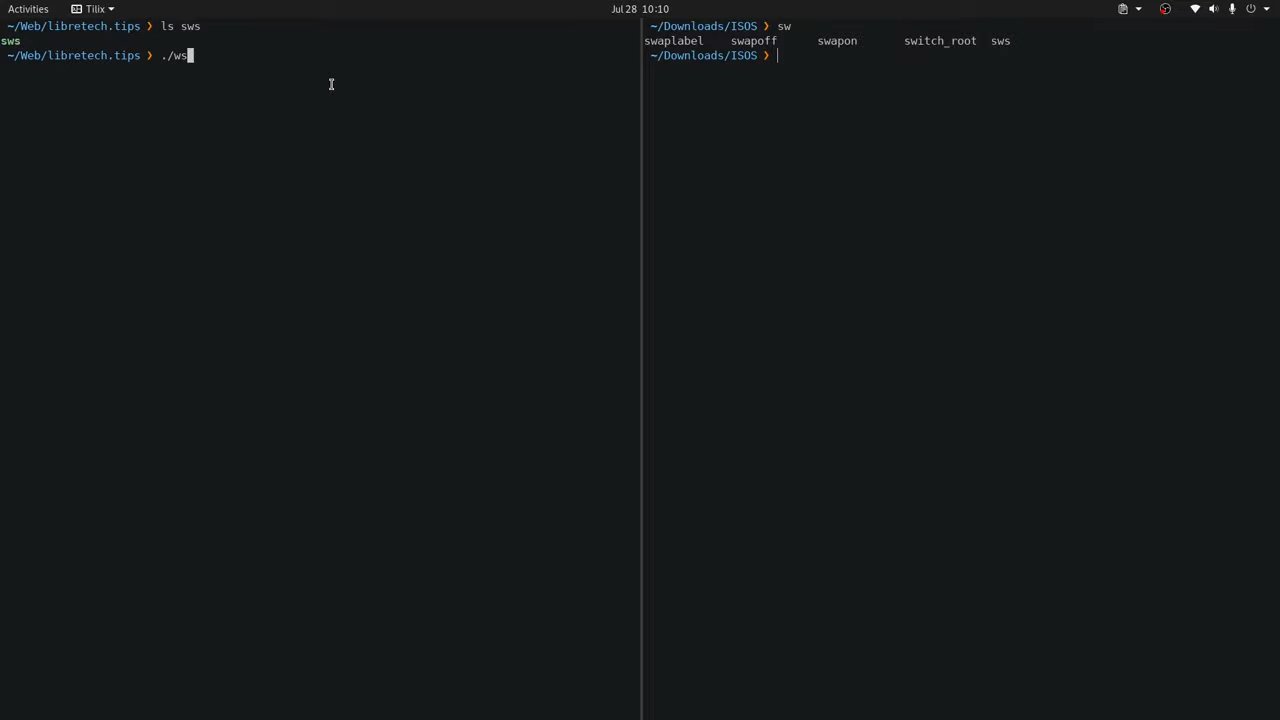 Activities Tilix Jul 28 10:10
~/Web/libretech.tips ❯ ls sws
sws
~/Web/libretech.tips ❯ ./ws
~/Downloads/ISOS ❯ sw
swaplabel swapoff swapon switch_root sws
~/Downloads/ISOS ❯